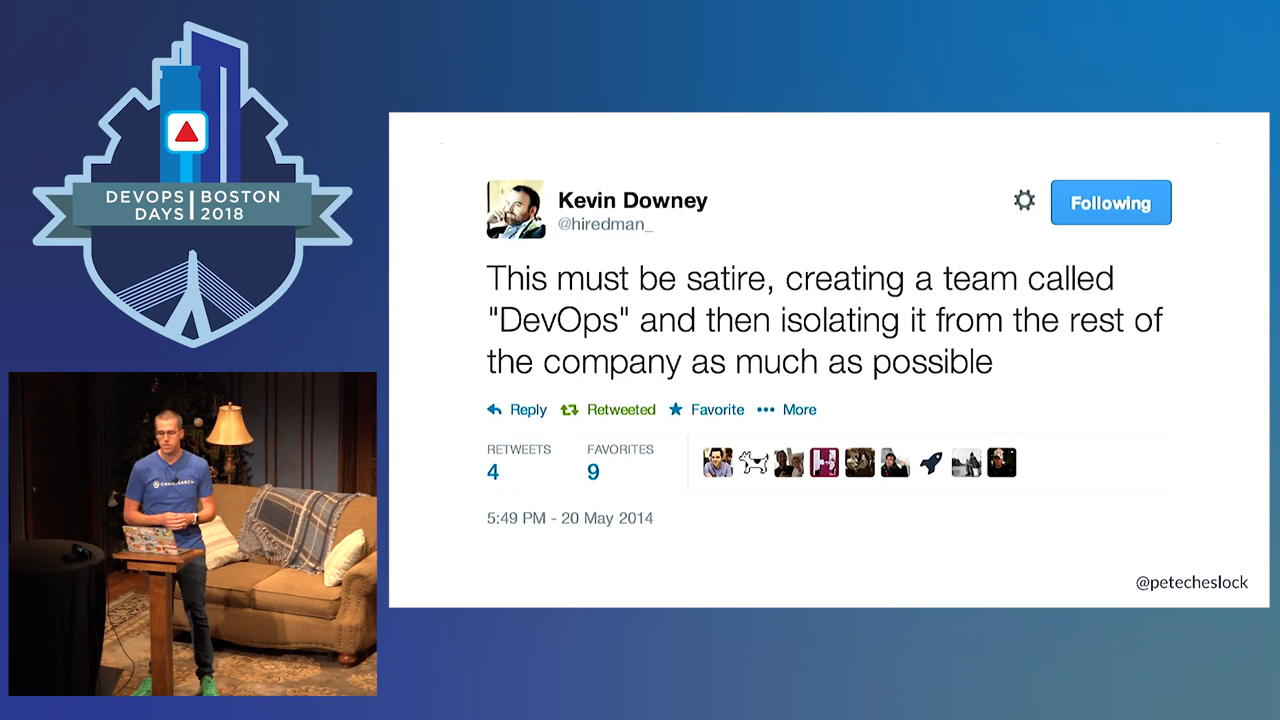 DEVOPS BOSTON
DAYS 2018
Kevin Downey
@hiredman_
Following
This must be satire, creating a team called
"DevOps" and then isolating it from the rest of
the company as much as possible
Reply Retweeted Favorite More
RETWEETS FAVORITES
4 9
5:49 PM - 20 May 2014
@petecheslock